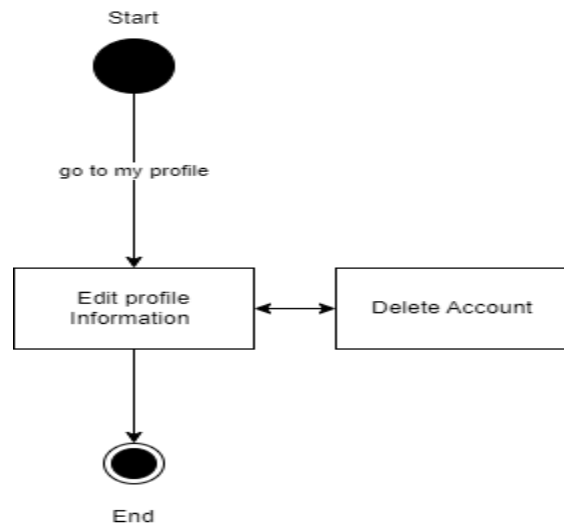 Start
go to my profile
Edit profile
Information
Delete Account
End